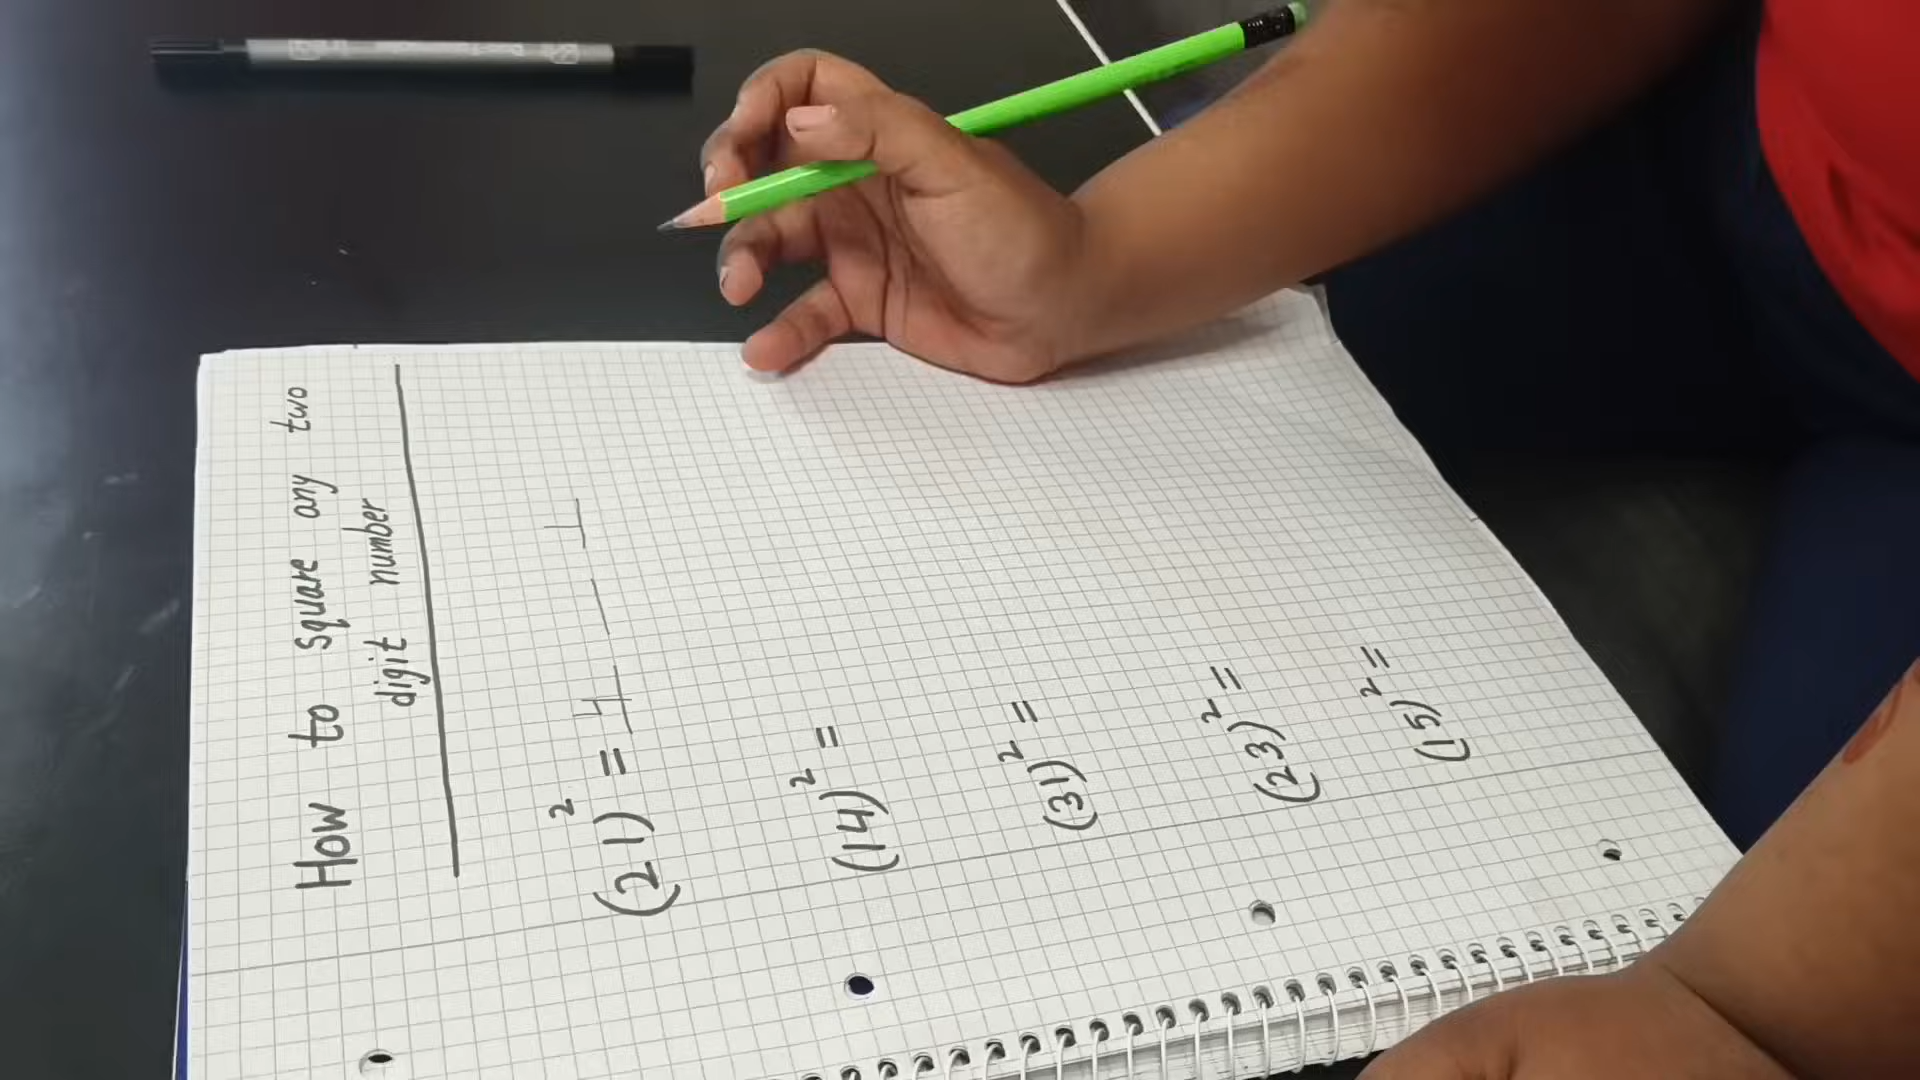 How to square any two
digit number
(21)² = 4 _ 1
(14)² =
(31)² =
(23)² =
(15)² =